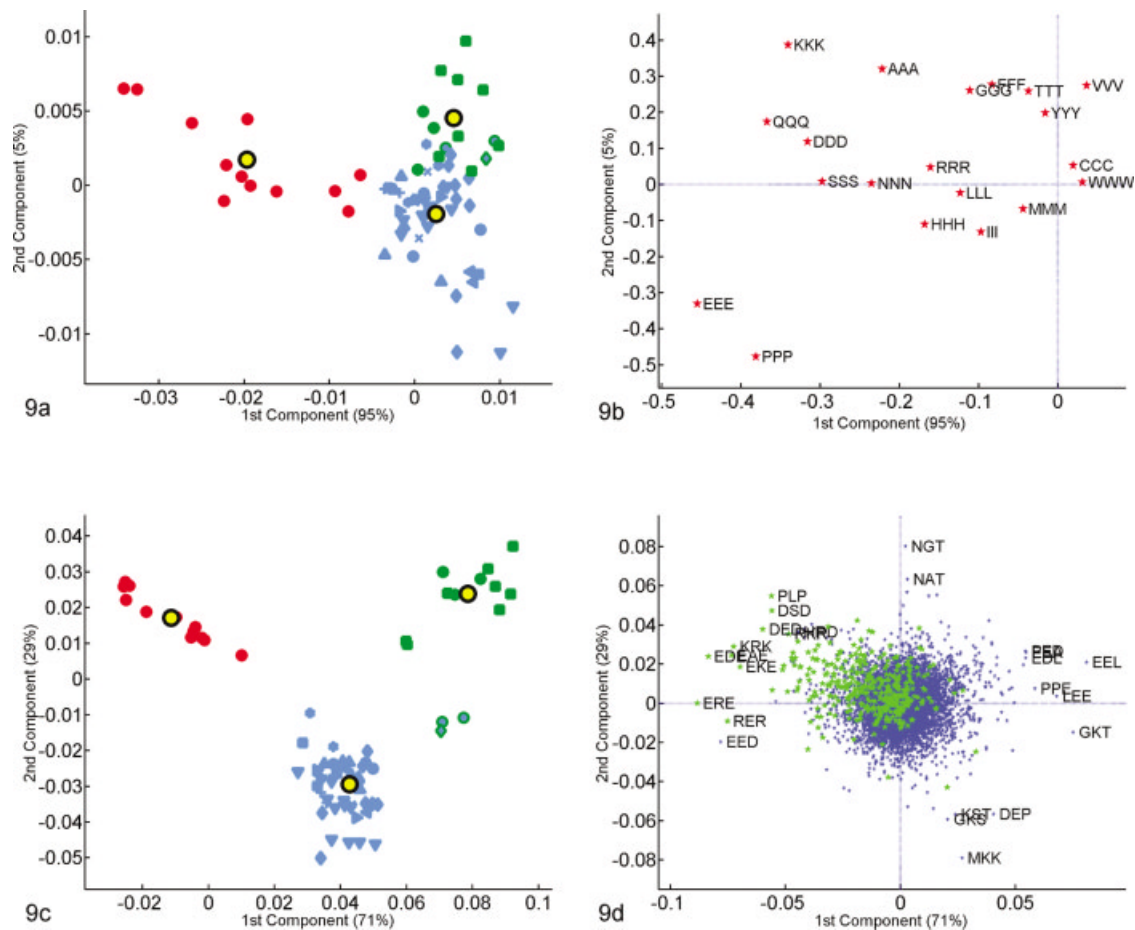 0.01
0.005
0
-0.005
-0.01
2nd Component (5%)
-0.03
-0.02
-0.01
0
0.01
1st Component (95%)
9a
0.4
0.3
0.2
0.1
0
-0.1
-0.2
-0.3
-0.4
-0.5
2nd Component (5%)
KKK
AAA
GGG
FFF
TTT
VVV
YYY
QQQ
DDD
RRR
CCC
SSS
NNN
LLL
WWW
MMM
HHH
III
EEE
PPP
-0.5
-0.4
-0.3
-0.2
-0.1
0
1st Component (95%)
9b
0.04
0.03
0.02
0.01
0
-0.01
-0.02
-0.03
-0.04
-0.05
2nd Component (29%)
-0.02
0
0.02
0.04
0.06
0.08
0.1
1st Component (71%)
9c
0.08
0.06
0.04
0.02
0
-0.02
-0.04
-0.06
-0.08
2nd Component (29%)
NGT
NAT
PLP
DSD
DED
KRK
EAE
EKE
EDL
EEL
PPE
LEE
ERE
RER
EED
GKT
KST
DEP
GKS
MKK
-0.1
-0.05
0
0.05
1st Component (71%)
9d